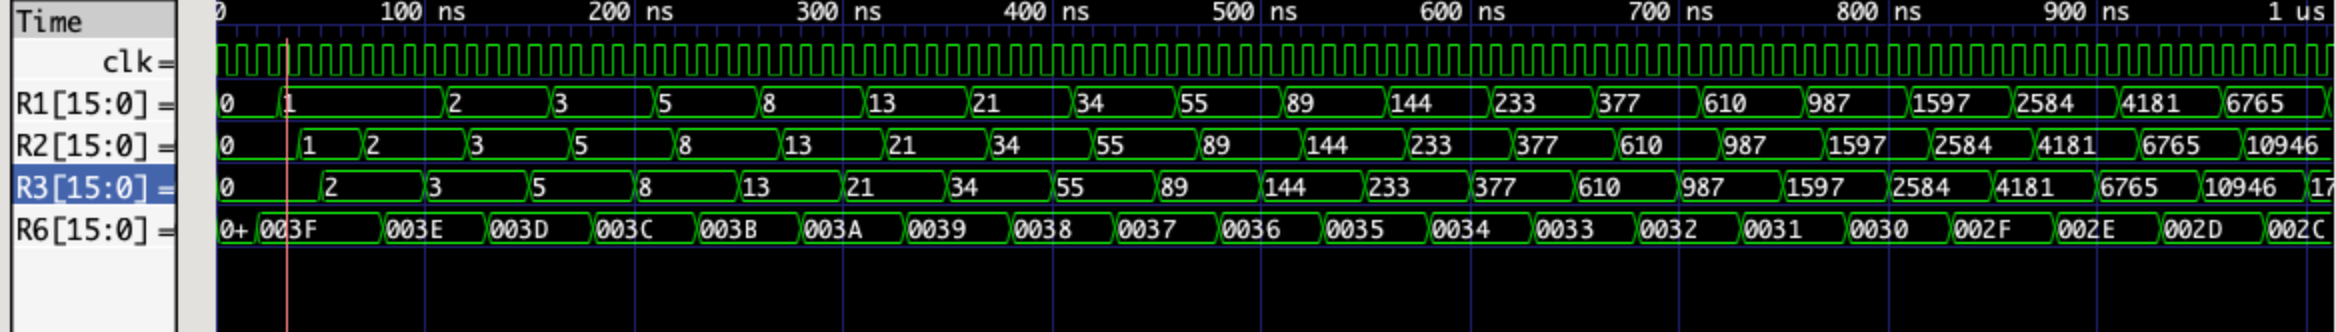 Time 0 100 ns 200 ns 300 ns 400 ns 500 ns 600 ns 700 ns 800 ns 900 ns 1 us
clk=
R1[15:0] = 0 1 2 3 5 8 13 21 34 55 89 144 233 377 610 987 1597 2584 4181 6765
R2[15:0] = 0 1 2 3 5 8 13 21 34 55 89 144 233 377 610 987 1597 2584 4181 6765 10946
R3[15:0] = 0 2 3 5 8 13 21 34 55 89 144 233 377 610 987 1597 2584 4181 6765 10946 17
R6[15:0] = 0+ 003F 003E 003D 003C 003B 003A 0039 0038 0037 0036 0035 0034 0033 0032 0031 0030 002F 002E 002D 002C